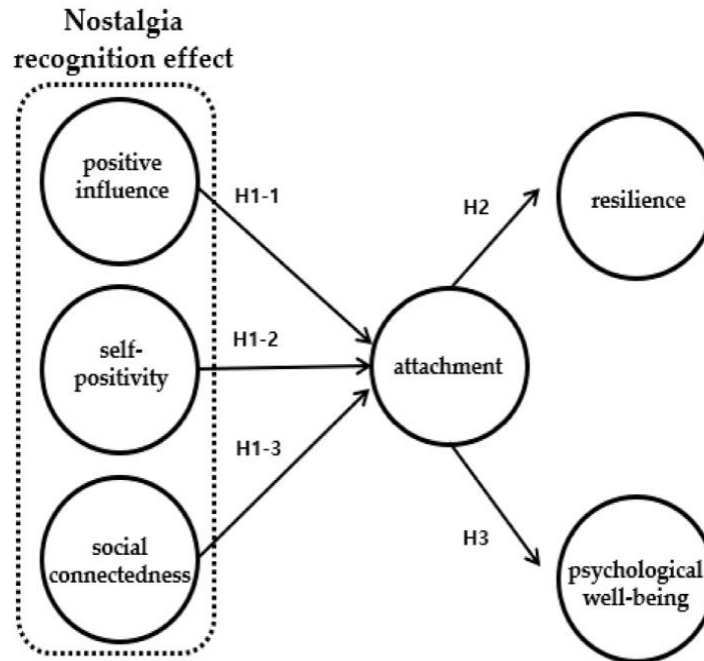 Nostalgia
recognition effect
positive
influence
H1-1
H2
resilience
self-
positivity
H1-2
attachment
H1-3
social
connectedness
H3
psychological
well-being